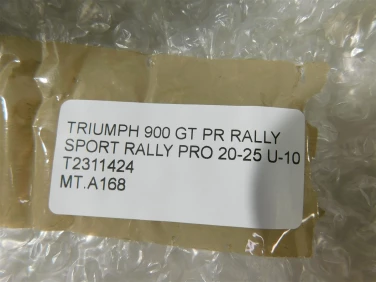 TRIUMPH 900 GT PR RALLY
SPORT RALLY PRO 20-25 U-10
T2311424
MT.A168